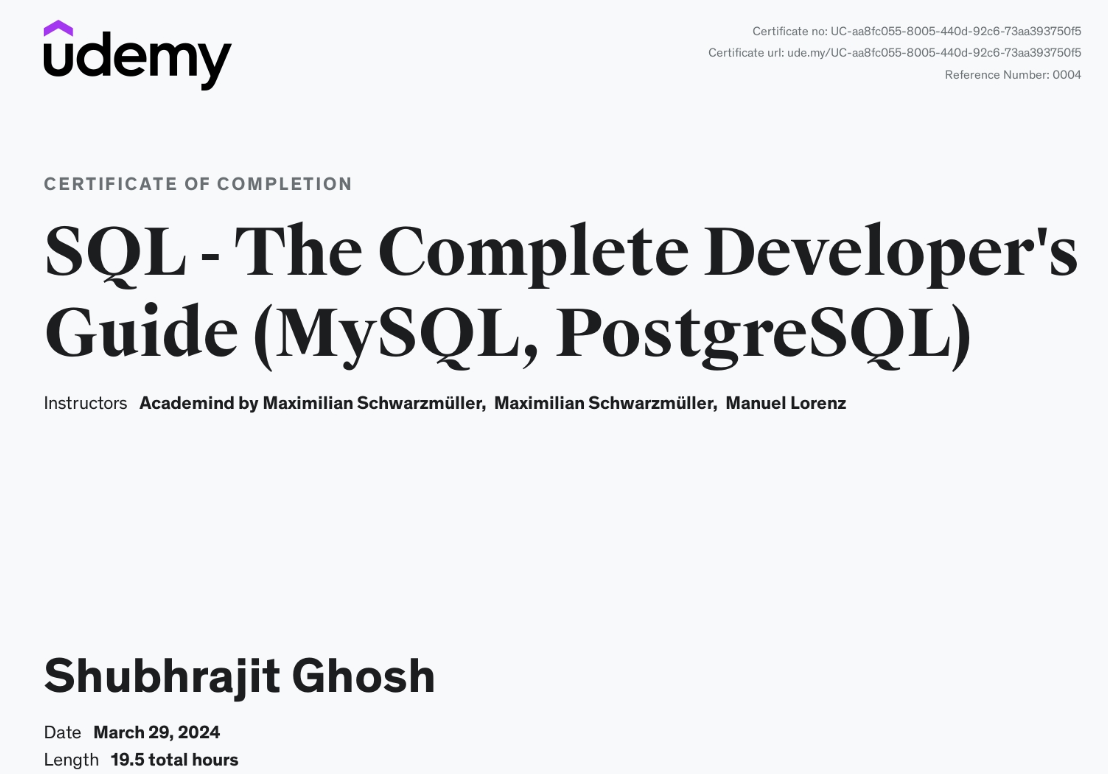 udemy
Certificate no: UC-aa8fc055-8005-440d-92c6-73aa393750f5
Certificate url: ude.my/UC-aa8fc055-8005-440d-92c6-73aa393750f5
Reference Number: 0004
CERTIFICATE OF COMPLETION
SQL - The Complete Developer's
Guide (MySQL, PostgreSQL)
Instructors Academind by Maximilian Schwarzmüller, Maximilian Schwarzmüller, Manuel Lorenz
Shubhrajit Ghosh
Date March 29, 2024
Length 19.5 total hours